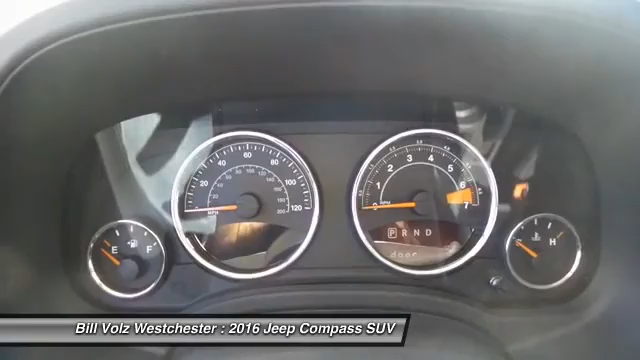 20 40 60 80 100 120
MPH
1 2 3 4 5 6 7
RPM
P R N D
door
E F
C H
Bill Volz Westchester : 2016 Jeep Compass SUV